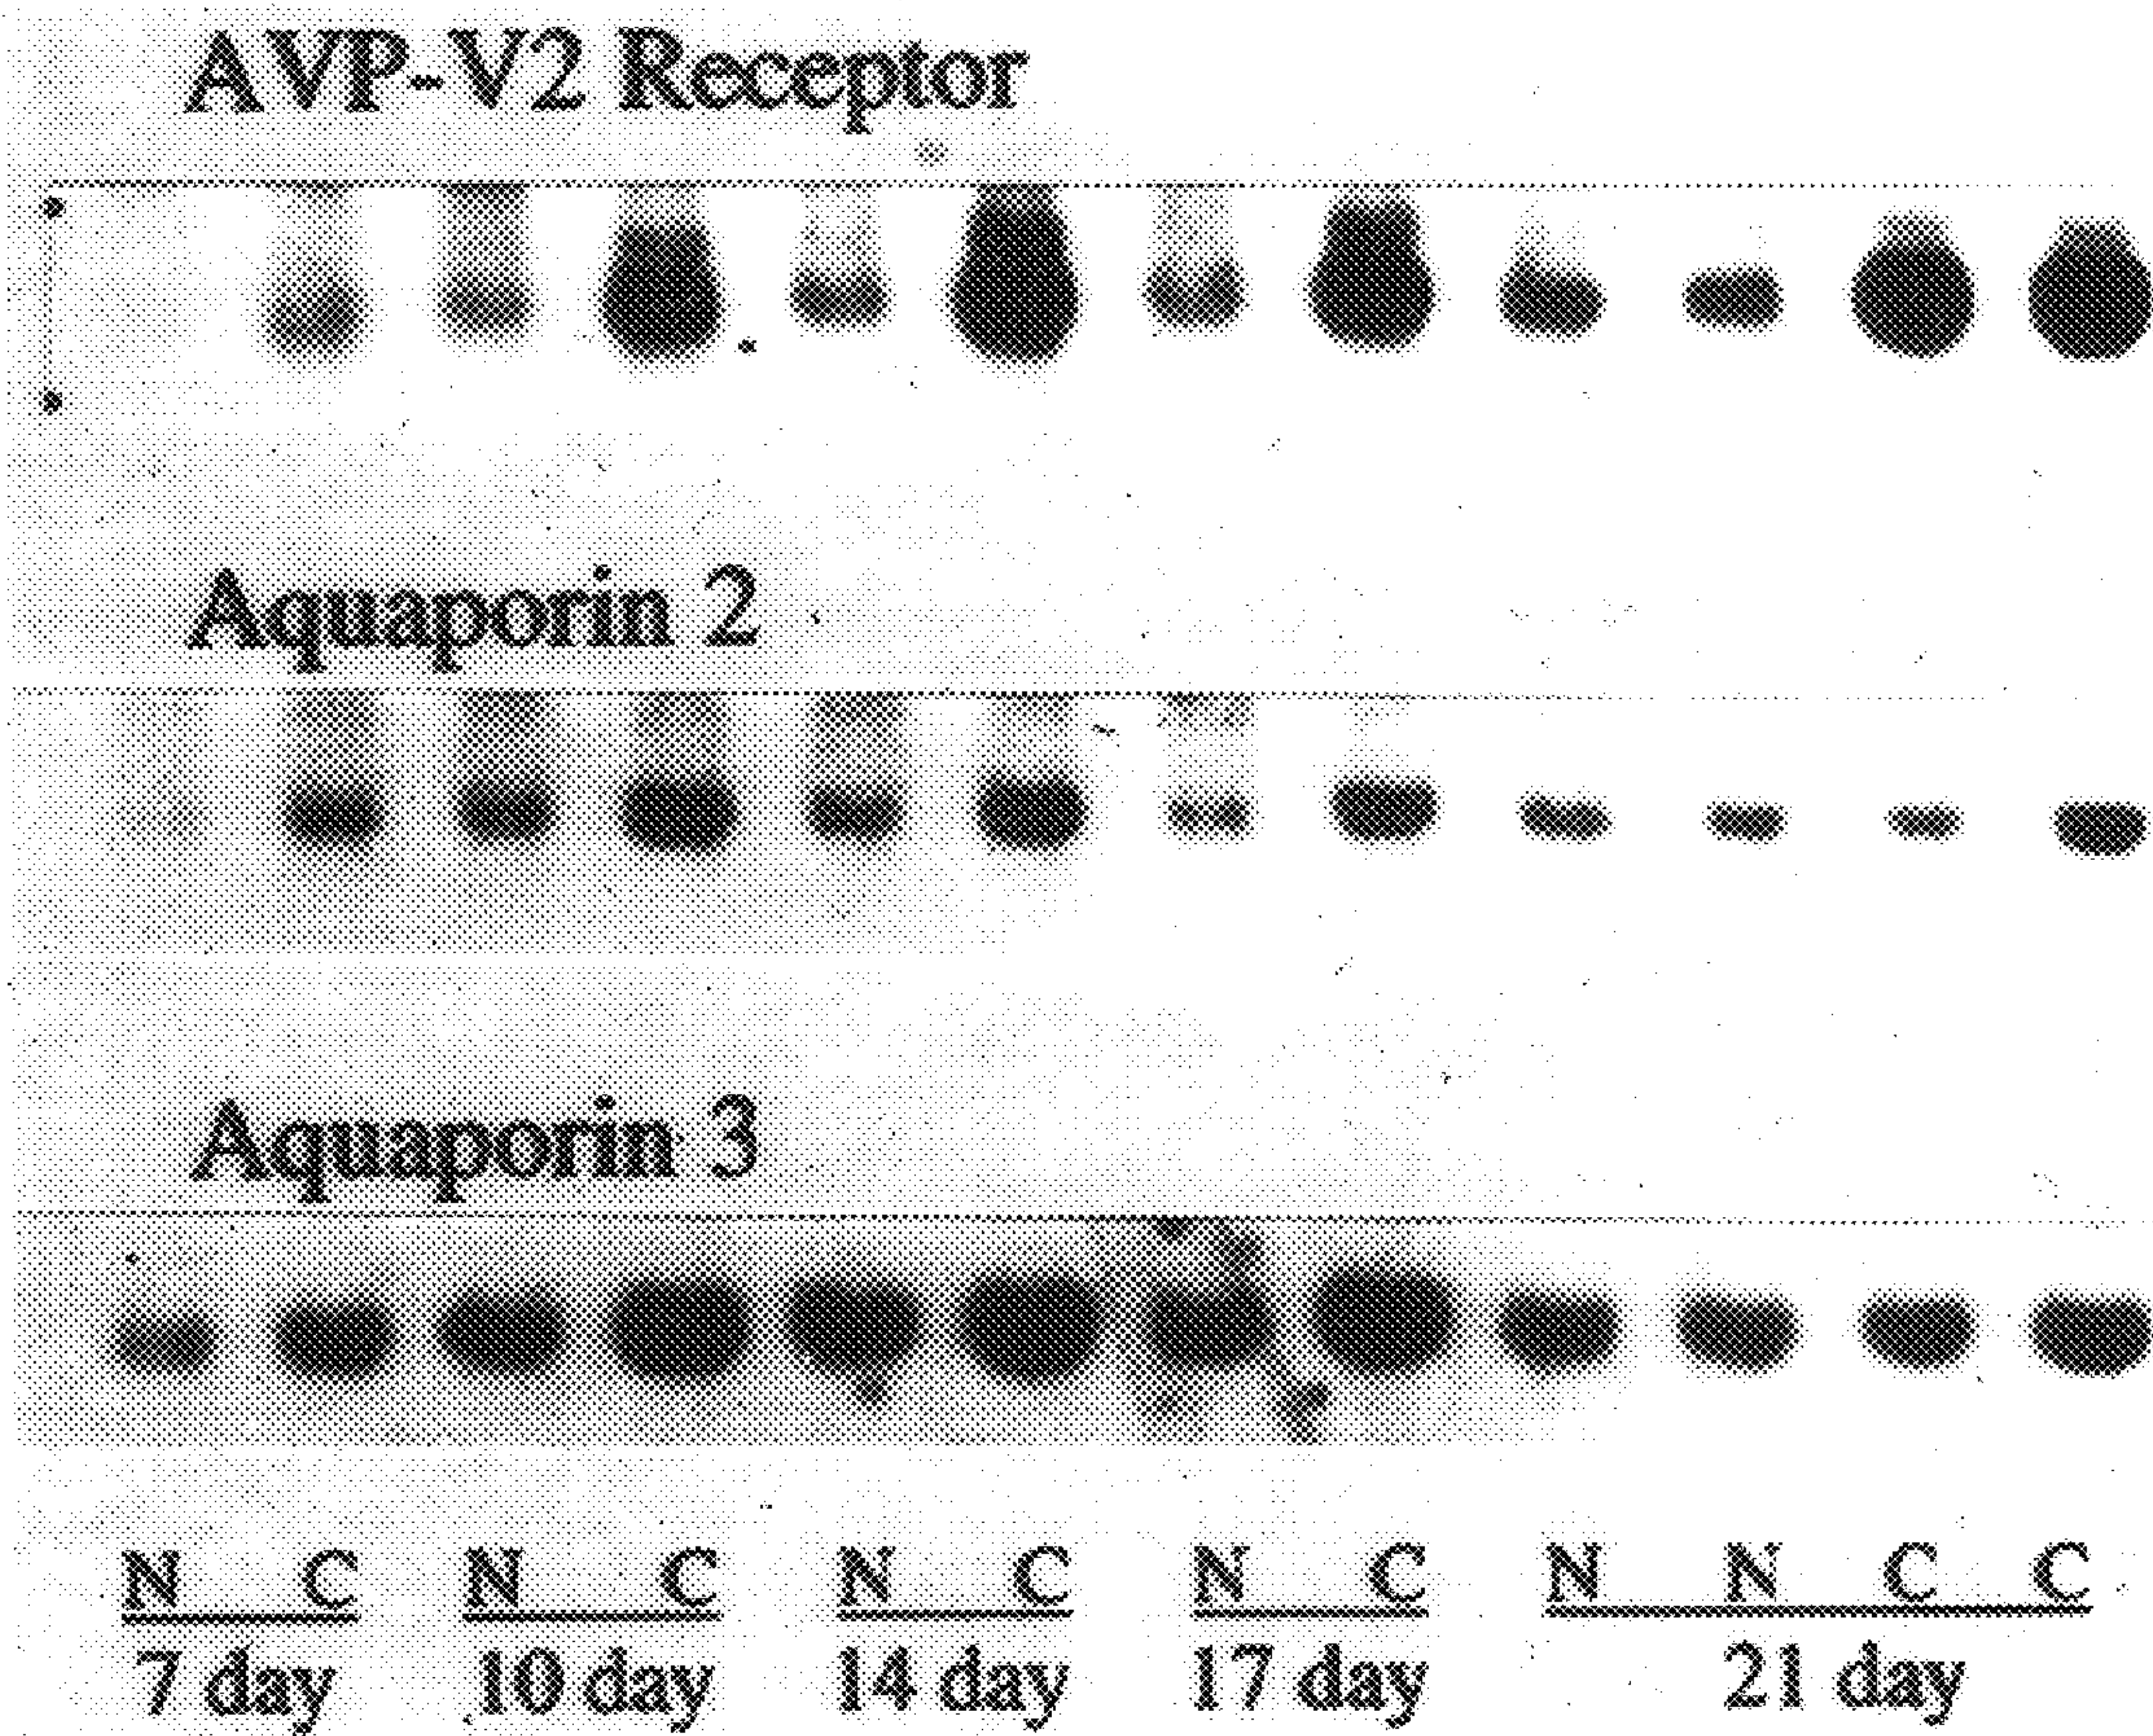 AVP-V2 Receptor
Aquaporin 2
Aquaporin 3
N C N C N C N C N N C C
7 day 10 day 14 day 17 day 21 day